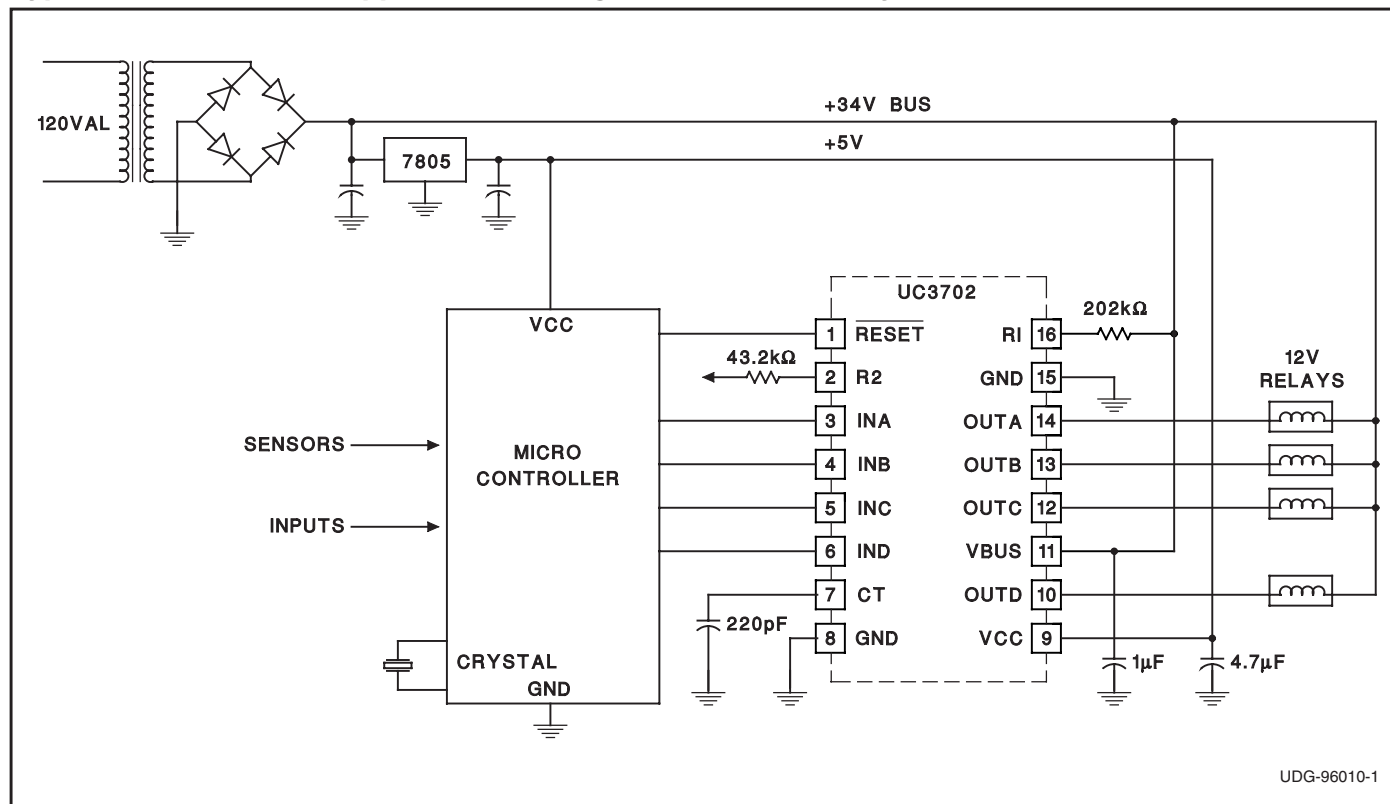 +34V BUS
120VAL
+5V
7805
UC3702
VCC
202kΩ
1 RESET
RI 16
43.2kΩ
12V
RELAYS
2 R2
GND 15
3 INA
OUTA 14
SENSORS
MICRO
CONTROLLER
4 INB
OUTB 13
5 INC
OUTC 12
INPUTS
6 IND
VBUS 11
7 CT
OUTD 10
220pF
8 GND
VCC 9
CRYSTAL
1µF
4.7µF
GND
UDG-96010-1